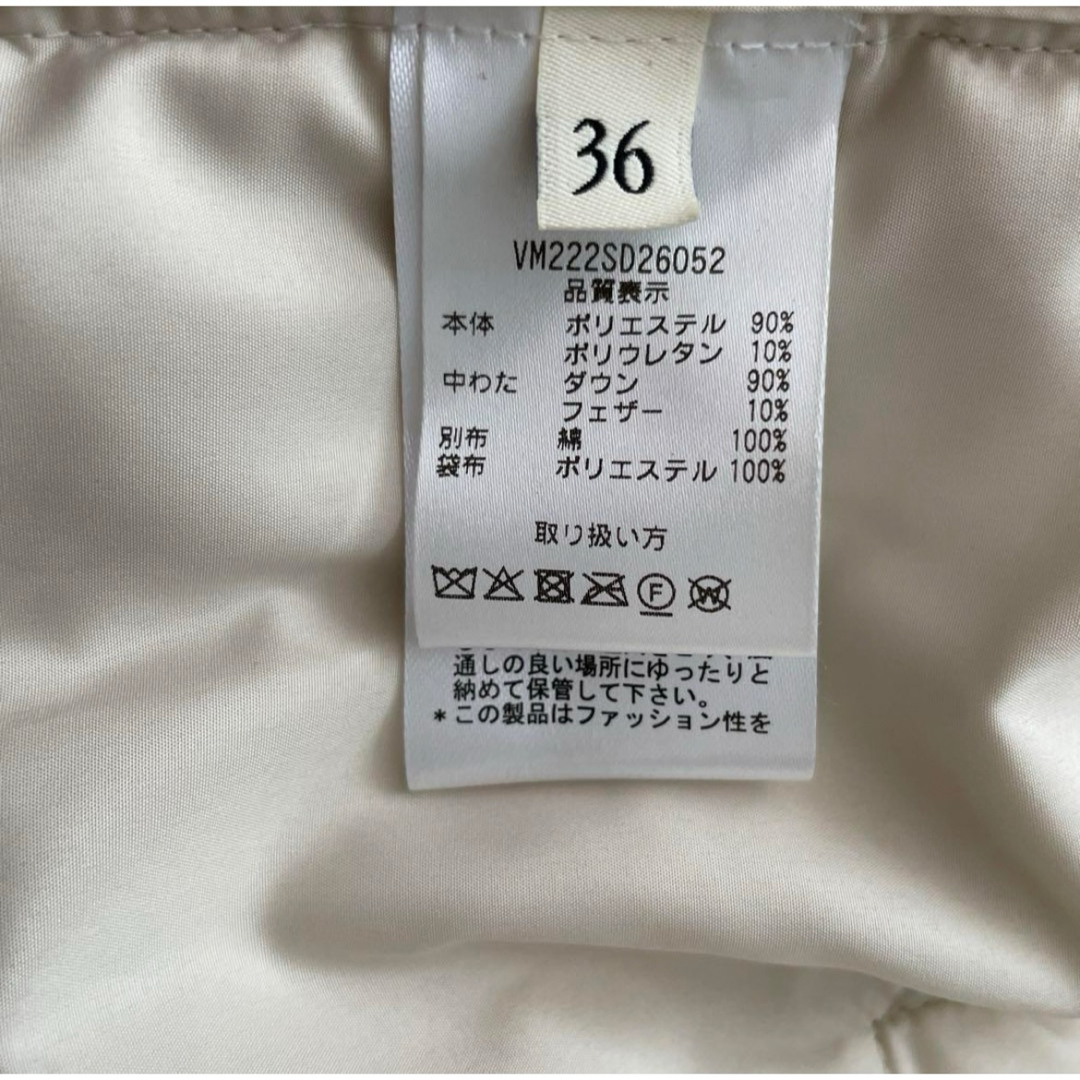 36
VM222SD26052
品質表示
本体 ポリエステル 90%
ポリウレタン 10%
中わた ダウン 90%
フェザー 10%
別布 綿 100%
袋布 ポリエステル 100%
取り扱い方
F W
通しの良い場所にゆったりと
納めて保管して下さい。
*この製品はファッション性を